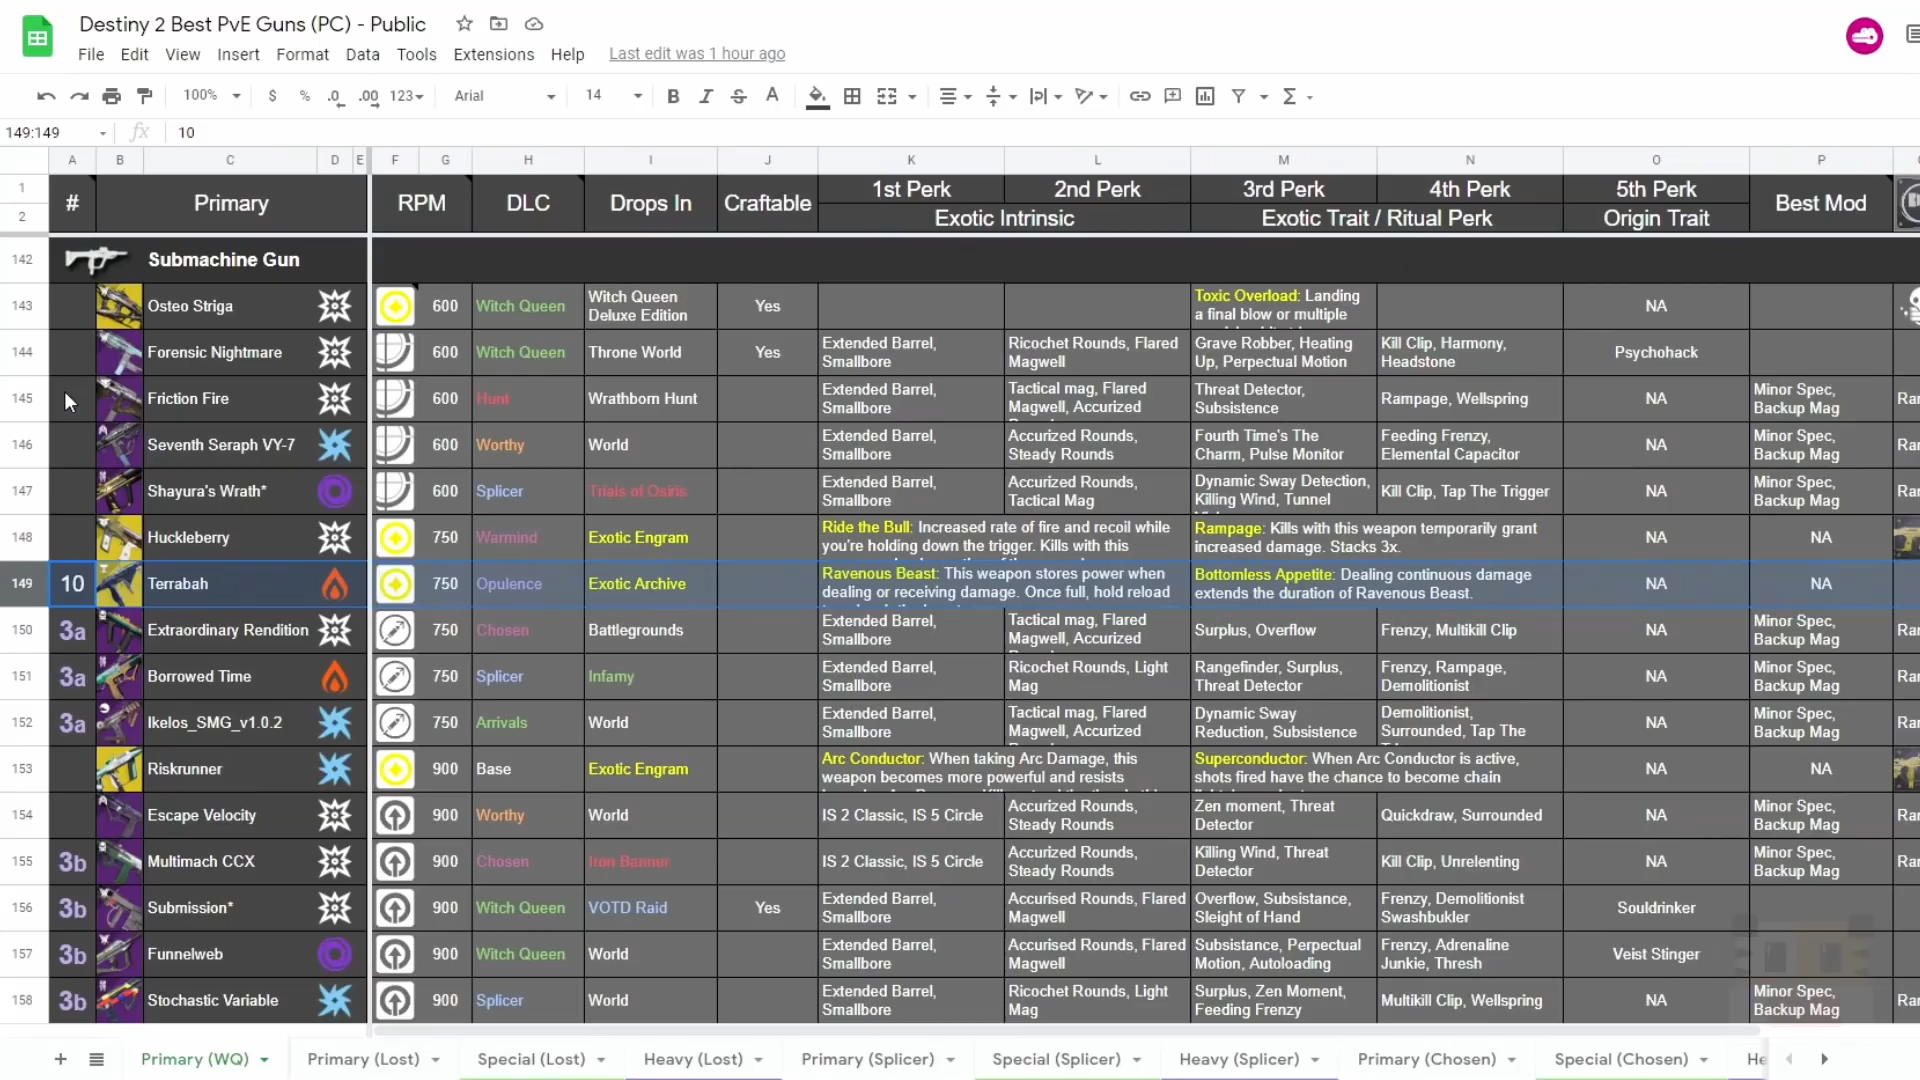 Destiny 2 Best PvE Guns (PC) - Public
File Edit View Insert Format Data Tools Extensions Help Last edit was 1 hour ago
100% $ % .0 .00 123 Arial 14 B I S A
149:149 fx 10
A B C D E F G H I J K L M N O P
1 # Primary RPM DLC Drops In Craftable 1st Perk 2nd Perk 3rd Perk 4th Perk 5th Perk Best Mod
2 Exotic Intrinsic Exotic Trait / Ritual Perk Origin Trait
142 Submachine Gun
143 Osteo Striga 600 Witch Queen Witch Queen Deluxe Edition Yes Toxic Overload: Landing a final blow or multiple NA
144 Forensic Nightmare 600 Witch Queen Throne World Yes Extended Barrel, Smallbore Ricochet Rounds, Flared Magwell Grave Robber, Heating Up, Perpectual Motion Kill Clip, Harmony, Headstone Psychohack
145 Friction Fire 600 Hunt Wrathborn Hunt Extended Barrel, Smallbore Tactical mag, Flared Magwell, Accurized Threat Detector, Subsistence Rampage, Wellspring NA Minor Spec, Backup Mag
146 Seventh Seraph VY-7 600 Worthy World Extended Barrel, Smallbore Accurized Rounds, Steady Rounds Fourth Time's The Charm, Pulse Monitor Feeding Frenzy, Elemental Capacitor NA Minor Spec, Backup Mag
147 Shayura's Wrath* 600 Splicer Trials of Osiris Extended Barrel, Smallbore Accurized Rounds, Tactical Mag Dynamic Sway Detection, Killing Wind, Tunnel Kill Clip, Tap The Trigger NA Minor Spec, Backup Mag
148 Huckleberry 750 Warmind Exotic Engram Ride the Bull: Increased rate of fire and recoil while you're holding down the trigger. Kills with this Rampage: Kills with this weapon temporarily grant increased damage. Stacks 3x. NA NA
149 10 Terrabah 750 Opulence Exotic Archive Ravenous Beast: This weapon stores power when dealing or receiving damage. Once full, hold reload Bottomless Appetite: Dealing continuous damage extends the duration of Ravenous Beast. NA NA
150 3a Extraordinary Rendition 750 Chosen Battlegrounds Extended Barrel, Smallbore Tactical mag, Flared Magwell, Accurized Surplus, Overflow Frenzy, Multikill Clip NA Minor Spec, Backup Mag
151 3a Borrowed Time 750 Splicer Infamy Extended Barrel, Smallbore Ricochet Rounds, Light Mag Rangefinder, Surplus, Threat Detector Frenzy, Rampage, Demolitionist NA Minor Spec, Backup Mag
152 3a Ikelos_SMG_v1.0.2 750 Arrivals World Extended Barrel, Smallbore Tactical mag, Flared Magwell, Accurized Dynamic Sway Reduction, Subsistence Demolitionist, Surrounded, Tap The NA Minor Spec, Backup Mag
153 Riskrunner 900 Base Exotic Engram Arc Conductor: When taking Arc Damage, this weapon becomes more powerful and resists Superconductor: When Arc Conductor is active, shots fired have the chance to become chain NA NA
154 Escape Velocity 900 Worthy World IS 2 Classic, IS 5 Circle Accurized Rounds, Steady Rounds Zen moment, Threat Detector Quickdraw, Surrounded NA Minor Spec, Backup Mag
155 3b Multimach CCX 900 Chosen Iron Banner IS 2 Classic, IS 5 Circle Accurized Rounds, Steady Rounds Killing Wind, Threat Detector Kill Clip, Unrelenting NA Minor Spec, Backup Mag
156 3b Submission* 900 Witch Queen VOTD Raid Yes Extended Barrel, Smallbore Accurised Rounds, Flared Magwell Overflow, Subsistance, Sleight of Hand Frenzy, Demolitionist Swashbukler Souldrinker
157 3b Funnelweb 900 Witch Queen World Extended Barrel, Smallbore Accurised Rounds, Flared Magwell Subsistance, Perpectual Motion, Autoloading Frenzy, Adrenaline Junkie, Thresh Veist Stinger
158 3b Stochastic Variable 900 Splicer World Extended Barrel, Smallbore Ricochet Rounds, Light Mag Surplus, Zen Moment, Feeding Frenzy Multikill Clip, Wellspring NA Minor Spec, Backup Mag
Primary (WQ) Primary (Lost) Special (Lost) Heavy (Lost) Primary (Splicer) Special (Splicer) Heavy (Splicer) Primary (Chosen) Special (Chosen)